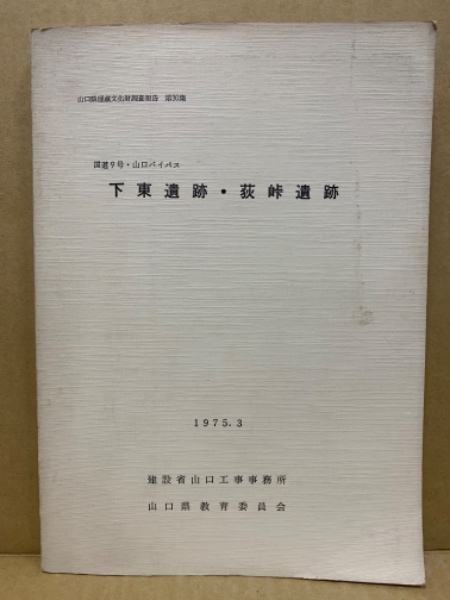 山口県埋蔵文化財調査報告 第30集
国道9号・山口バイパス
下東遺跡・荻峠遺跡
1975.3
建設省山口工事事務所
山口県教育委員会